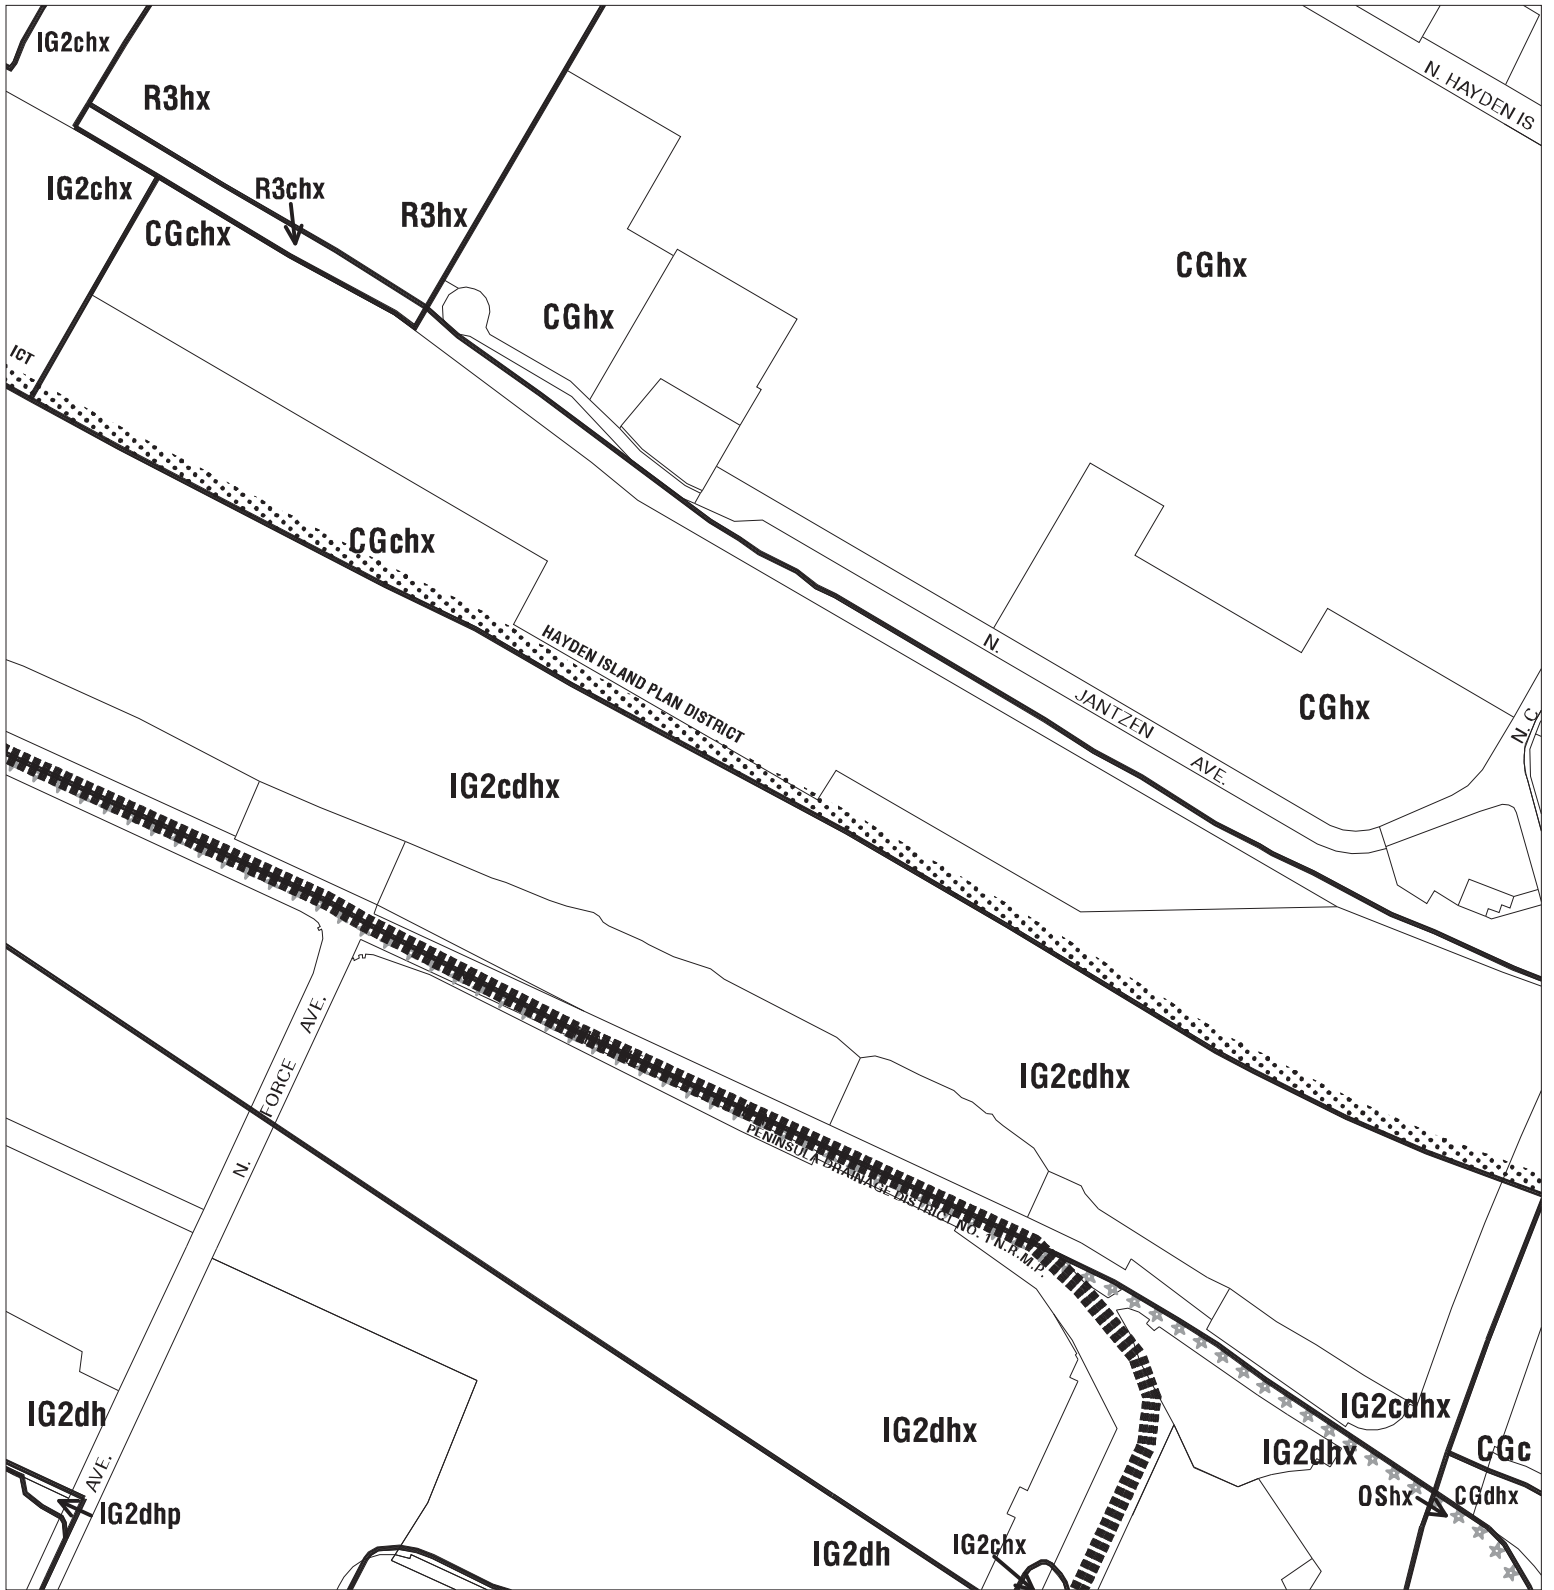 IG2chx
N. HAYDEN IS
R3hx
IG2chx
R3chx
R3hx
CGchx
CGhx
CGhx
ICT
CGchx
HAYDEN ISLAND PLAN DISTRICT
N. JANTZEN AVE.
CGhx
N. C
IG2cdhx
N. FORCE AVE.
IG2cdhx
PENINSULA DRAINAGE DISTRICT NO. 1 N.R.M.P.
IG2dh
IG2dhx
IG2cdhx
IG2dhx
CGc
AVE.
IG2dhp
OShx
CGdhx
IG2dh
IG2chx